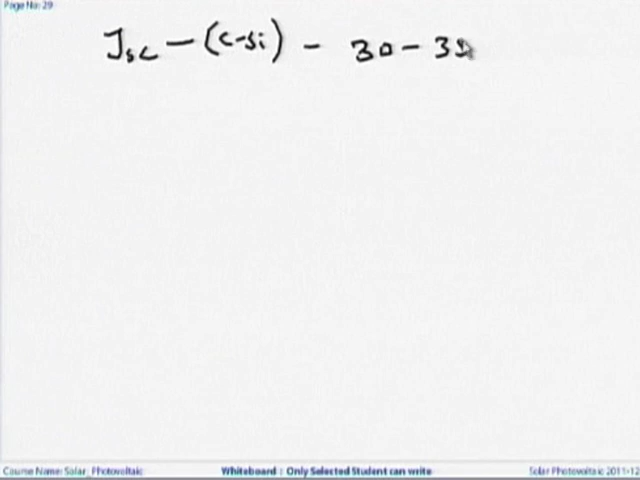 Page No: 29
Jsc — (c-si) - 30 - 3
Course Name: Solar_Photovoltaic Whiteboard : Only Selected Student can write Solar Photovoltaic 2011-12